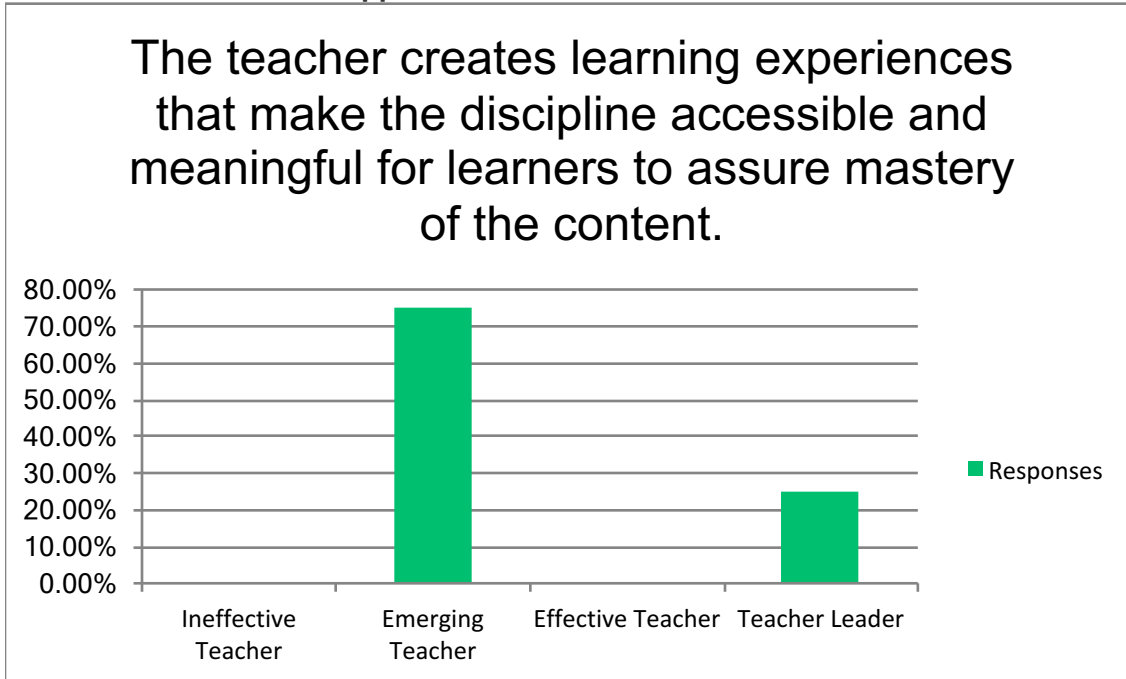 The teacher creates learning experiences
that make the discipline accessible and
meaningful for learners to assure mastery
of the content.
80.00%
70.00%
60.00%
50.00%
40.00%
30.00%
20.00%
10.00%
0.00%
Ineffective
Teacher
Emerging
Teacher
Effective Teacher
Teacher Leader
Responses